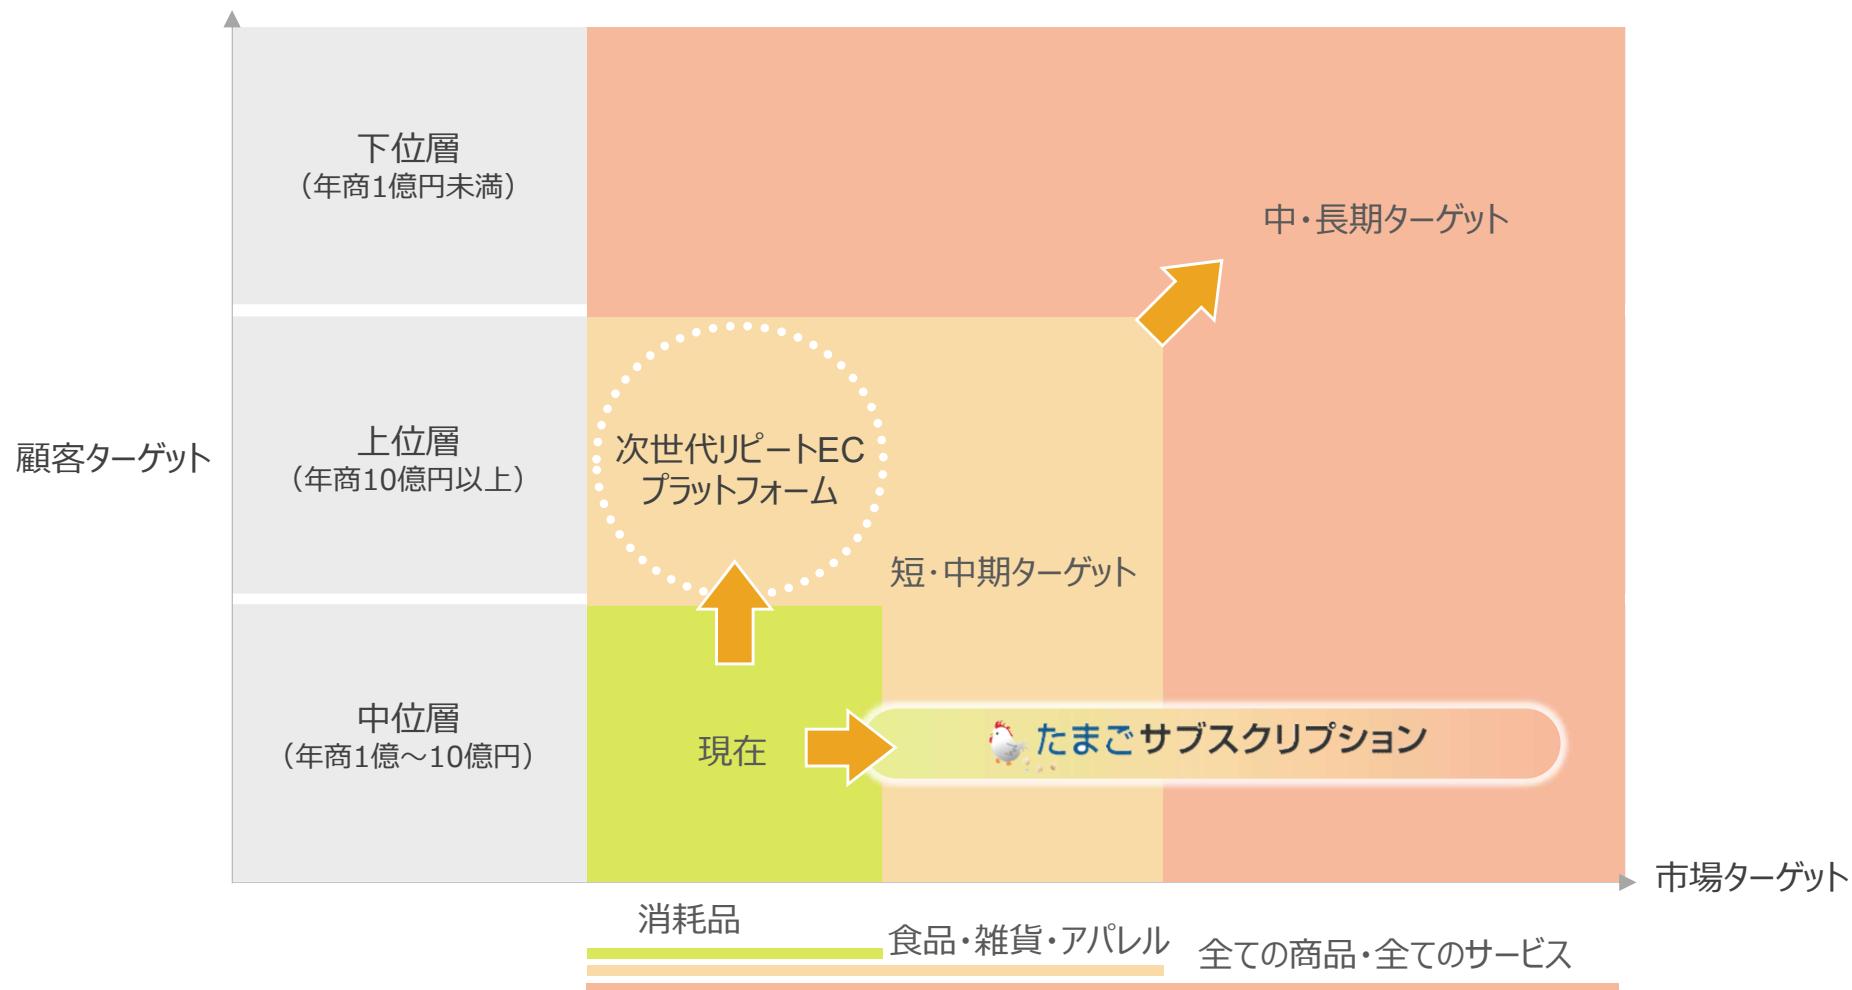 下位層
（年商1億円未満）
中・長期ターゲット
顧客ターゲット
上位層
（年商10億円以上）
次世代リピートEC
プラットフォーム
短・中期ターゲット
中位層
（年商1億～10億円）
現在
たまごサブスクリプション
市場ターゲット
消耗品
食品・雑貨・アパレル
全ての商品・全てのサービス